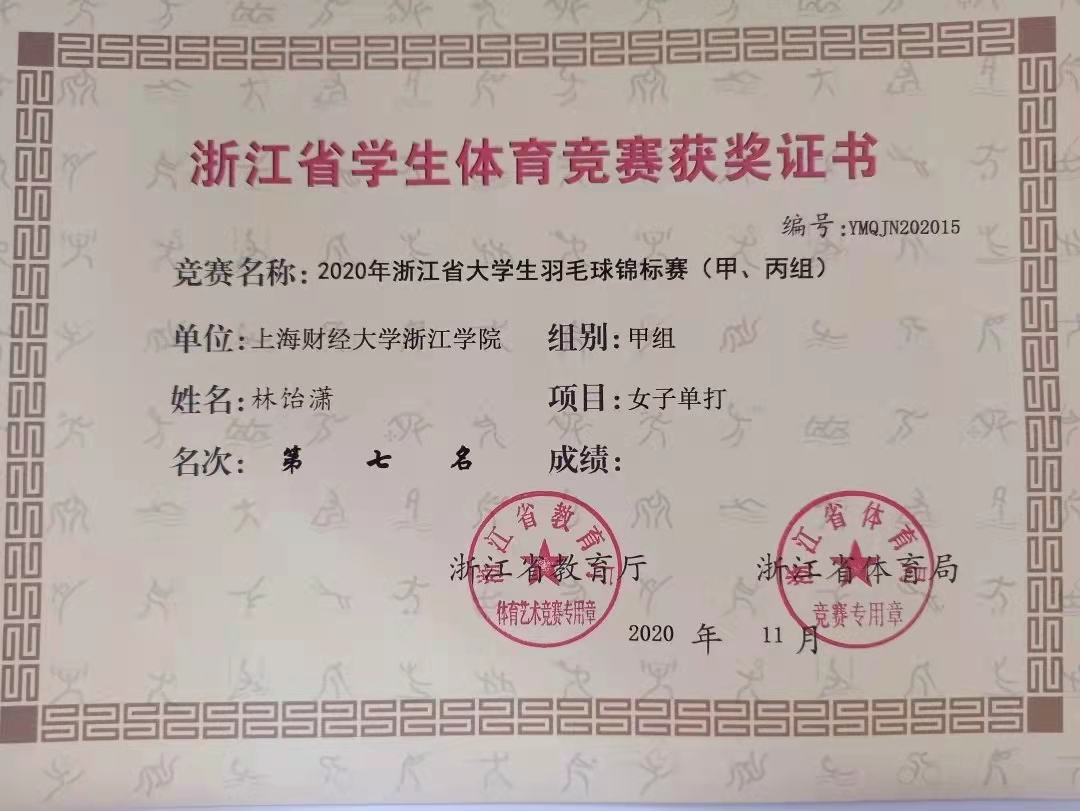 浙江省学生体育竞赛获奖证书
编号:YMQJN202015
竞赛名称:2020年浙江省大学生羽毛球锦标赛（甲、丙组）
单位:上海财经大学浙江学院 组别:甲组
姓名:林饴潇 项目:女子单打
名次: 第七名 成绩:
浙江省教育厅 浙江省体育局
浙江省教育厅
体育艺术竞赛专用章
浙江省体育局
竞赛专用章
2020 年 11 月